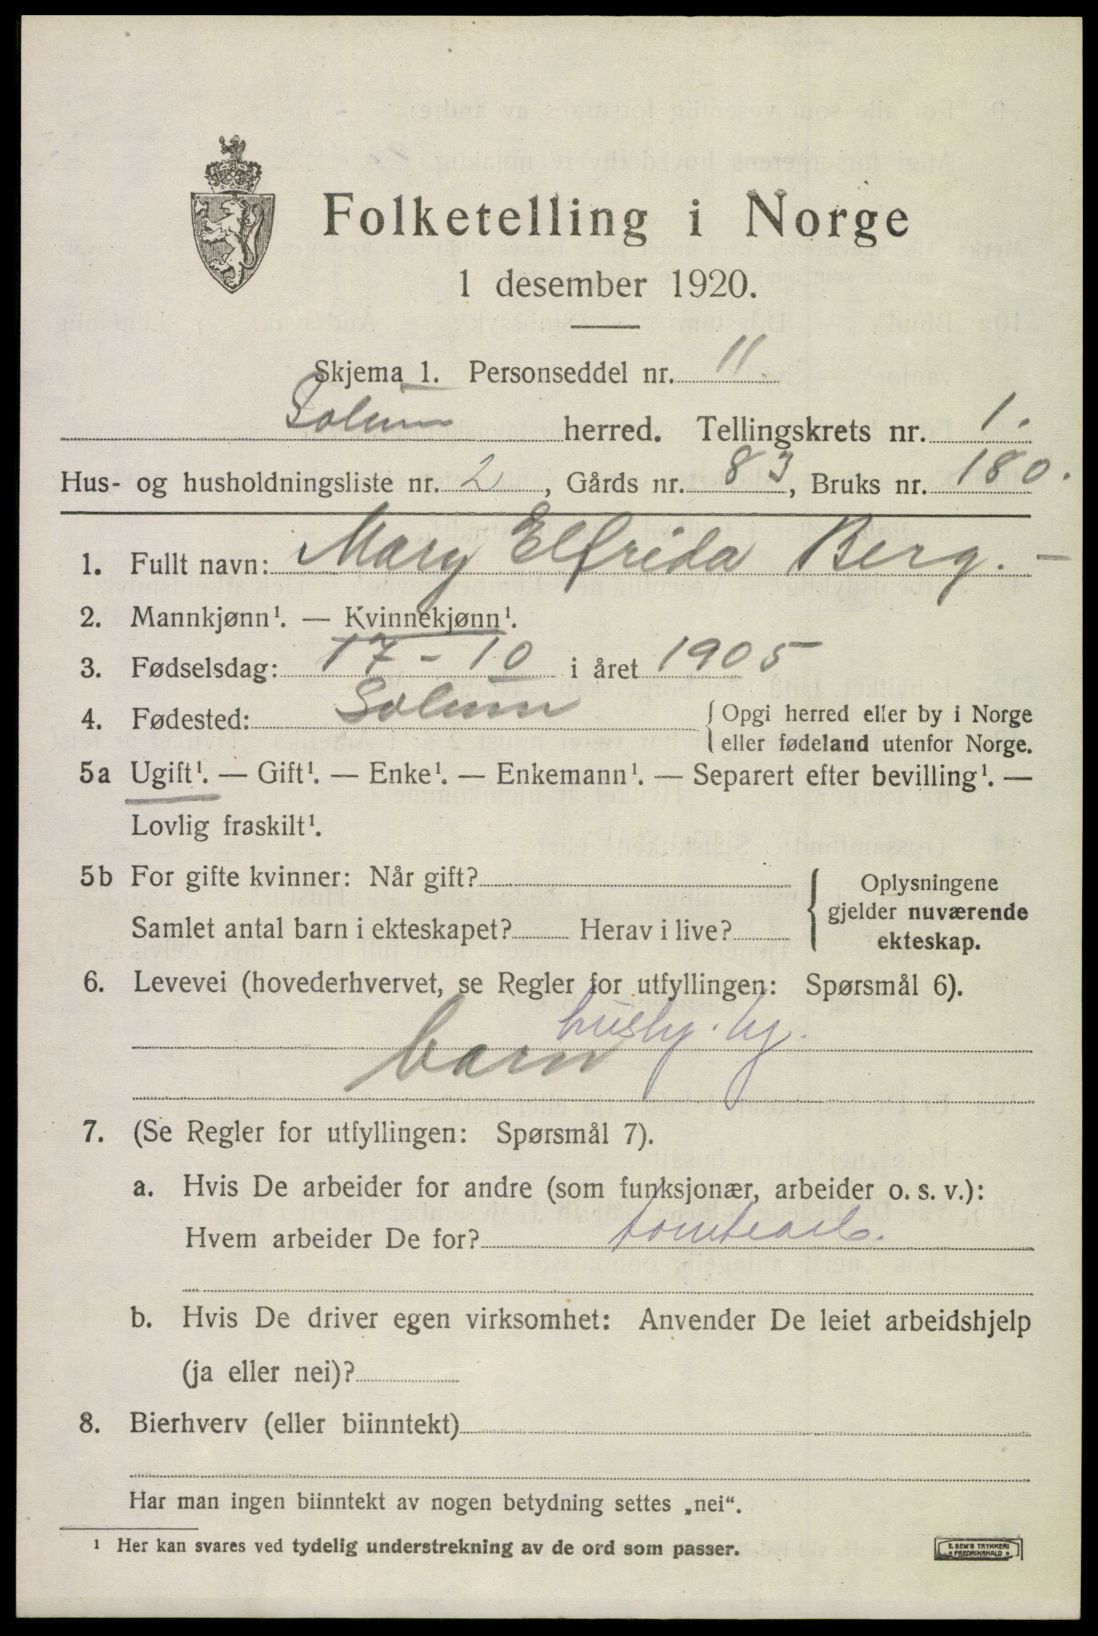 Folketelling i Norge
1 desember 1920.
Skjema 1. Personseddel nr. 11
Solum herred. Tellingskrets nr. 1.
Hus- og husholdningsliste nr. 2, Gårds nr. 83, Bruks nr. 180.
1. Fullt navn: Mary Elfrida Berg. —
2. Mannkjønn¹. — Kvinnekjønn¹.
3. Fødselsdag: 17 - 10 i året 1905
4. Fødested: Solum {Opgi herred eller by i Norge
eller fødeland utenfor Norge.
5a Ugift¹. — Gift¹. — Enke¹. — Enkemann¹. — Separert efter bevilling¹. —
Lovlig fraskilt¹.
5b For gifte kvinner: Når gift?
Samlet antal barn i ekteskapet? Herav i live?
{Oplysningene
gjelder nuværende
ekteskap.
6. Levevei (hovederhvervet, se Regler for utfyllingen: Spørsmål 6).
husby. hj.
barn
7. (Se Regler for utfyllingen: Spørsmål 7).
a. Hvis De arbeider for andre (som funksjonær, arbeider o. s. v.):
Hvem arbeider De for? tomtearb.
b. Hvis De driver egen virksomhet: Anvender De leiet arbeidshjelp
(ja eller nei)?
8. Bierhverv (eller biinntekt)
Har man ingen biinntekt av nogen betydning settes „nei“.
¹ Her kan svares ved tydelig understrekning av de ord som passer.
E. SEM'S TRYKKERI
FREDRIKSHALD